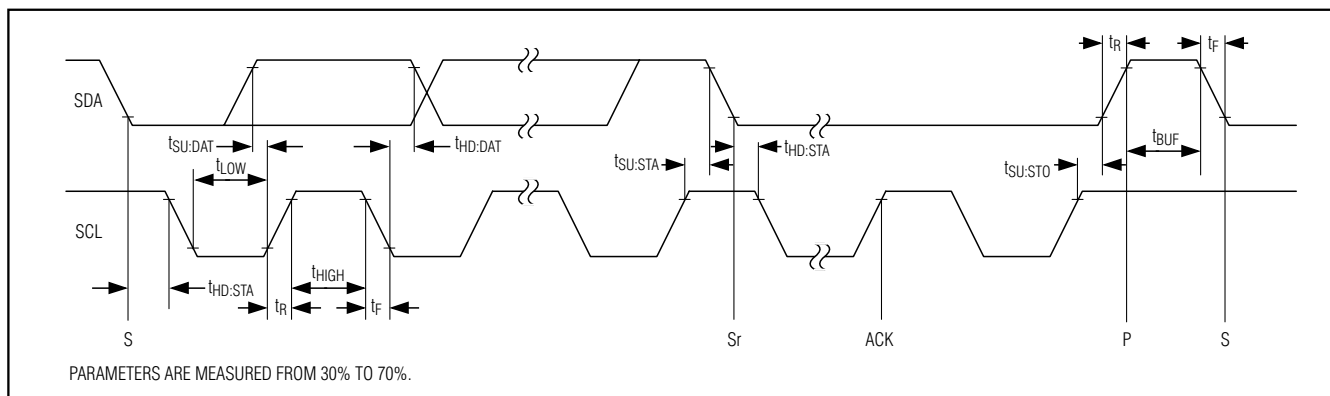 tR
tF
SDA
tSU:DAT
tHD:DAT
tBUF
tLOW
tSU:STA
tHD:STA
tSU:STO
SCL
tHIGH
tHD:STA
tR
tF
S
Sr
ACK
P
S
PARAMETERS ARE MEASURED FROM 30% TO 70%.